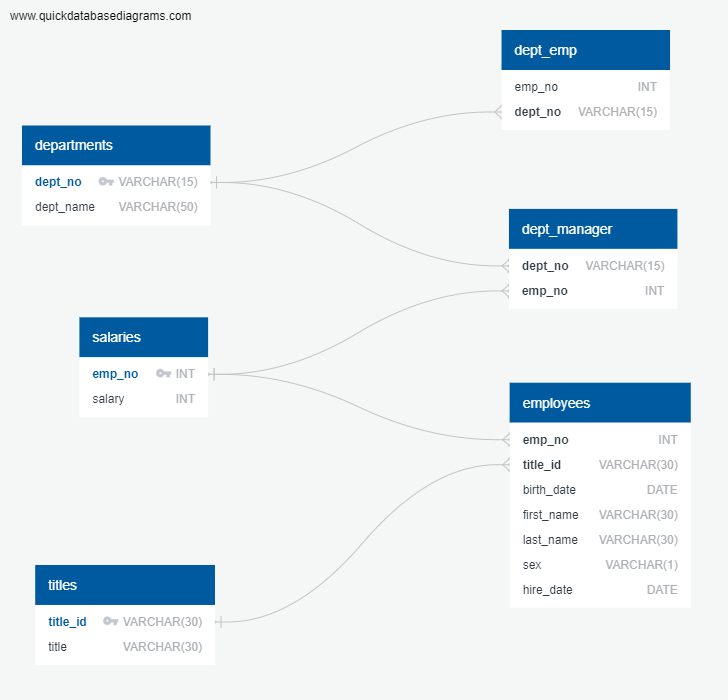 www.quickdatabasediagrams.com
dept_emp
emp_no INT
dept_no VARCHAR(15)
departments
dept_no VARCHAR(15)
dept_name VARCHAR(50)
dept_manager
dept_no VARCHAR(15)
emp_no INT
salaries
emp_no INT
salary INT
employees
emp_no INT
title_id VARCHAR(30)
birth_date DATE
first_name VARCHAR(30)
last_name VARCHAR(30)
sex VARCHAR(1)
hire_date DATE
titles
title_id VARCHAR(30)
title VARCHAR(30)